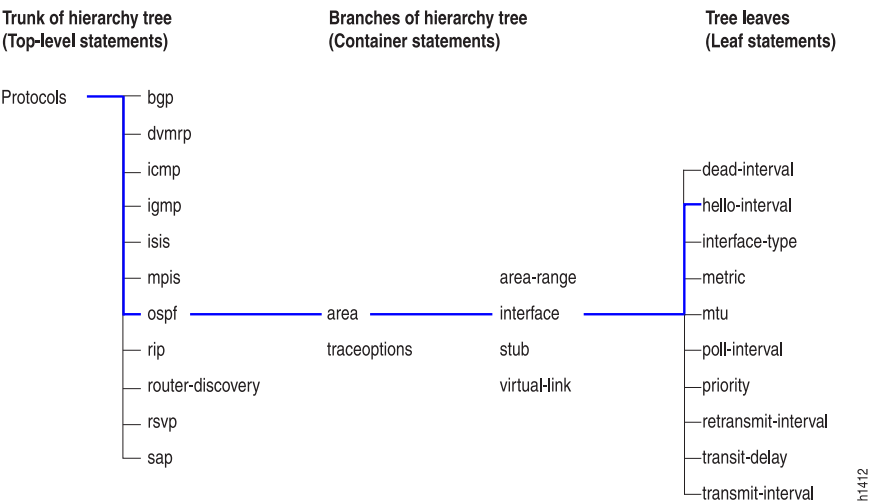 Trunk of hierarchy tree
(Top-level statements)
Branches of hierarchy tree
(Container statements)
Tree leaves
(Leaf statements)
Protocols
bgp
dvmrp
icmp
igmp
isis
mpis
ospf
rip
router-discovery
rsvp
sap
area
traceoptions
area-range
interface
stub
virtual-link
dead-interval
hello-interval
interface-type
metric
mtu
poll-interval
priority
retransmit-interval
transit-delay
transmit-interval
h1412